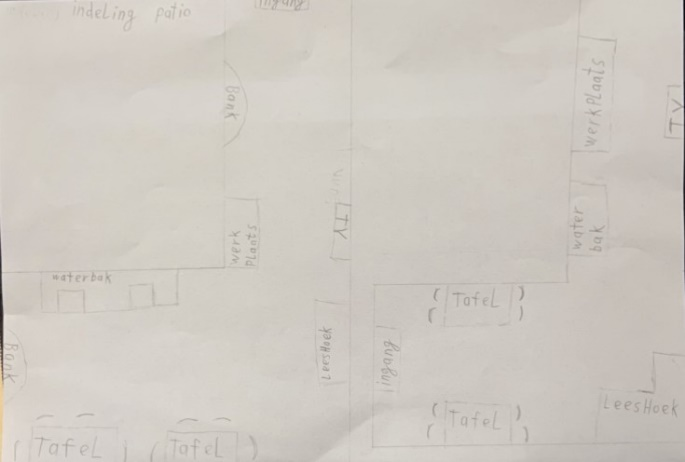 indeling patio
ingang
Bank
werk
plaats
LTV
waterbak
LeesHoek
Bank
TafeL
TafeL
werkplaats
TV
water
bak
TafeL
ingang
LeesHoek
TafeL